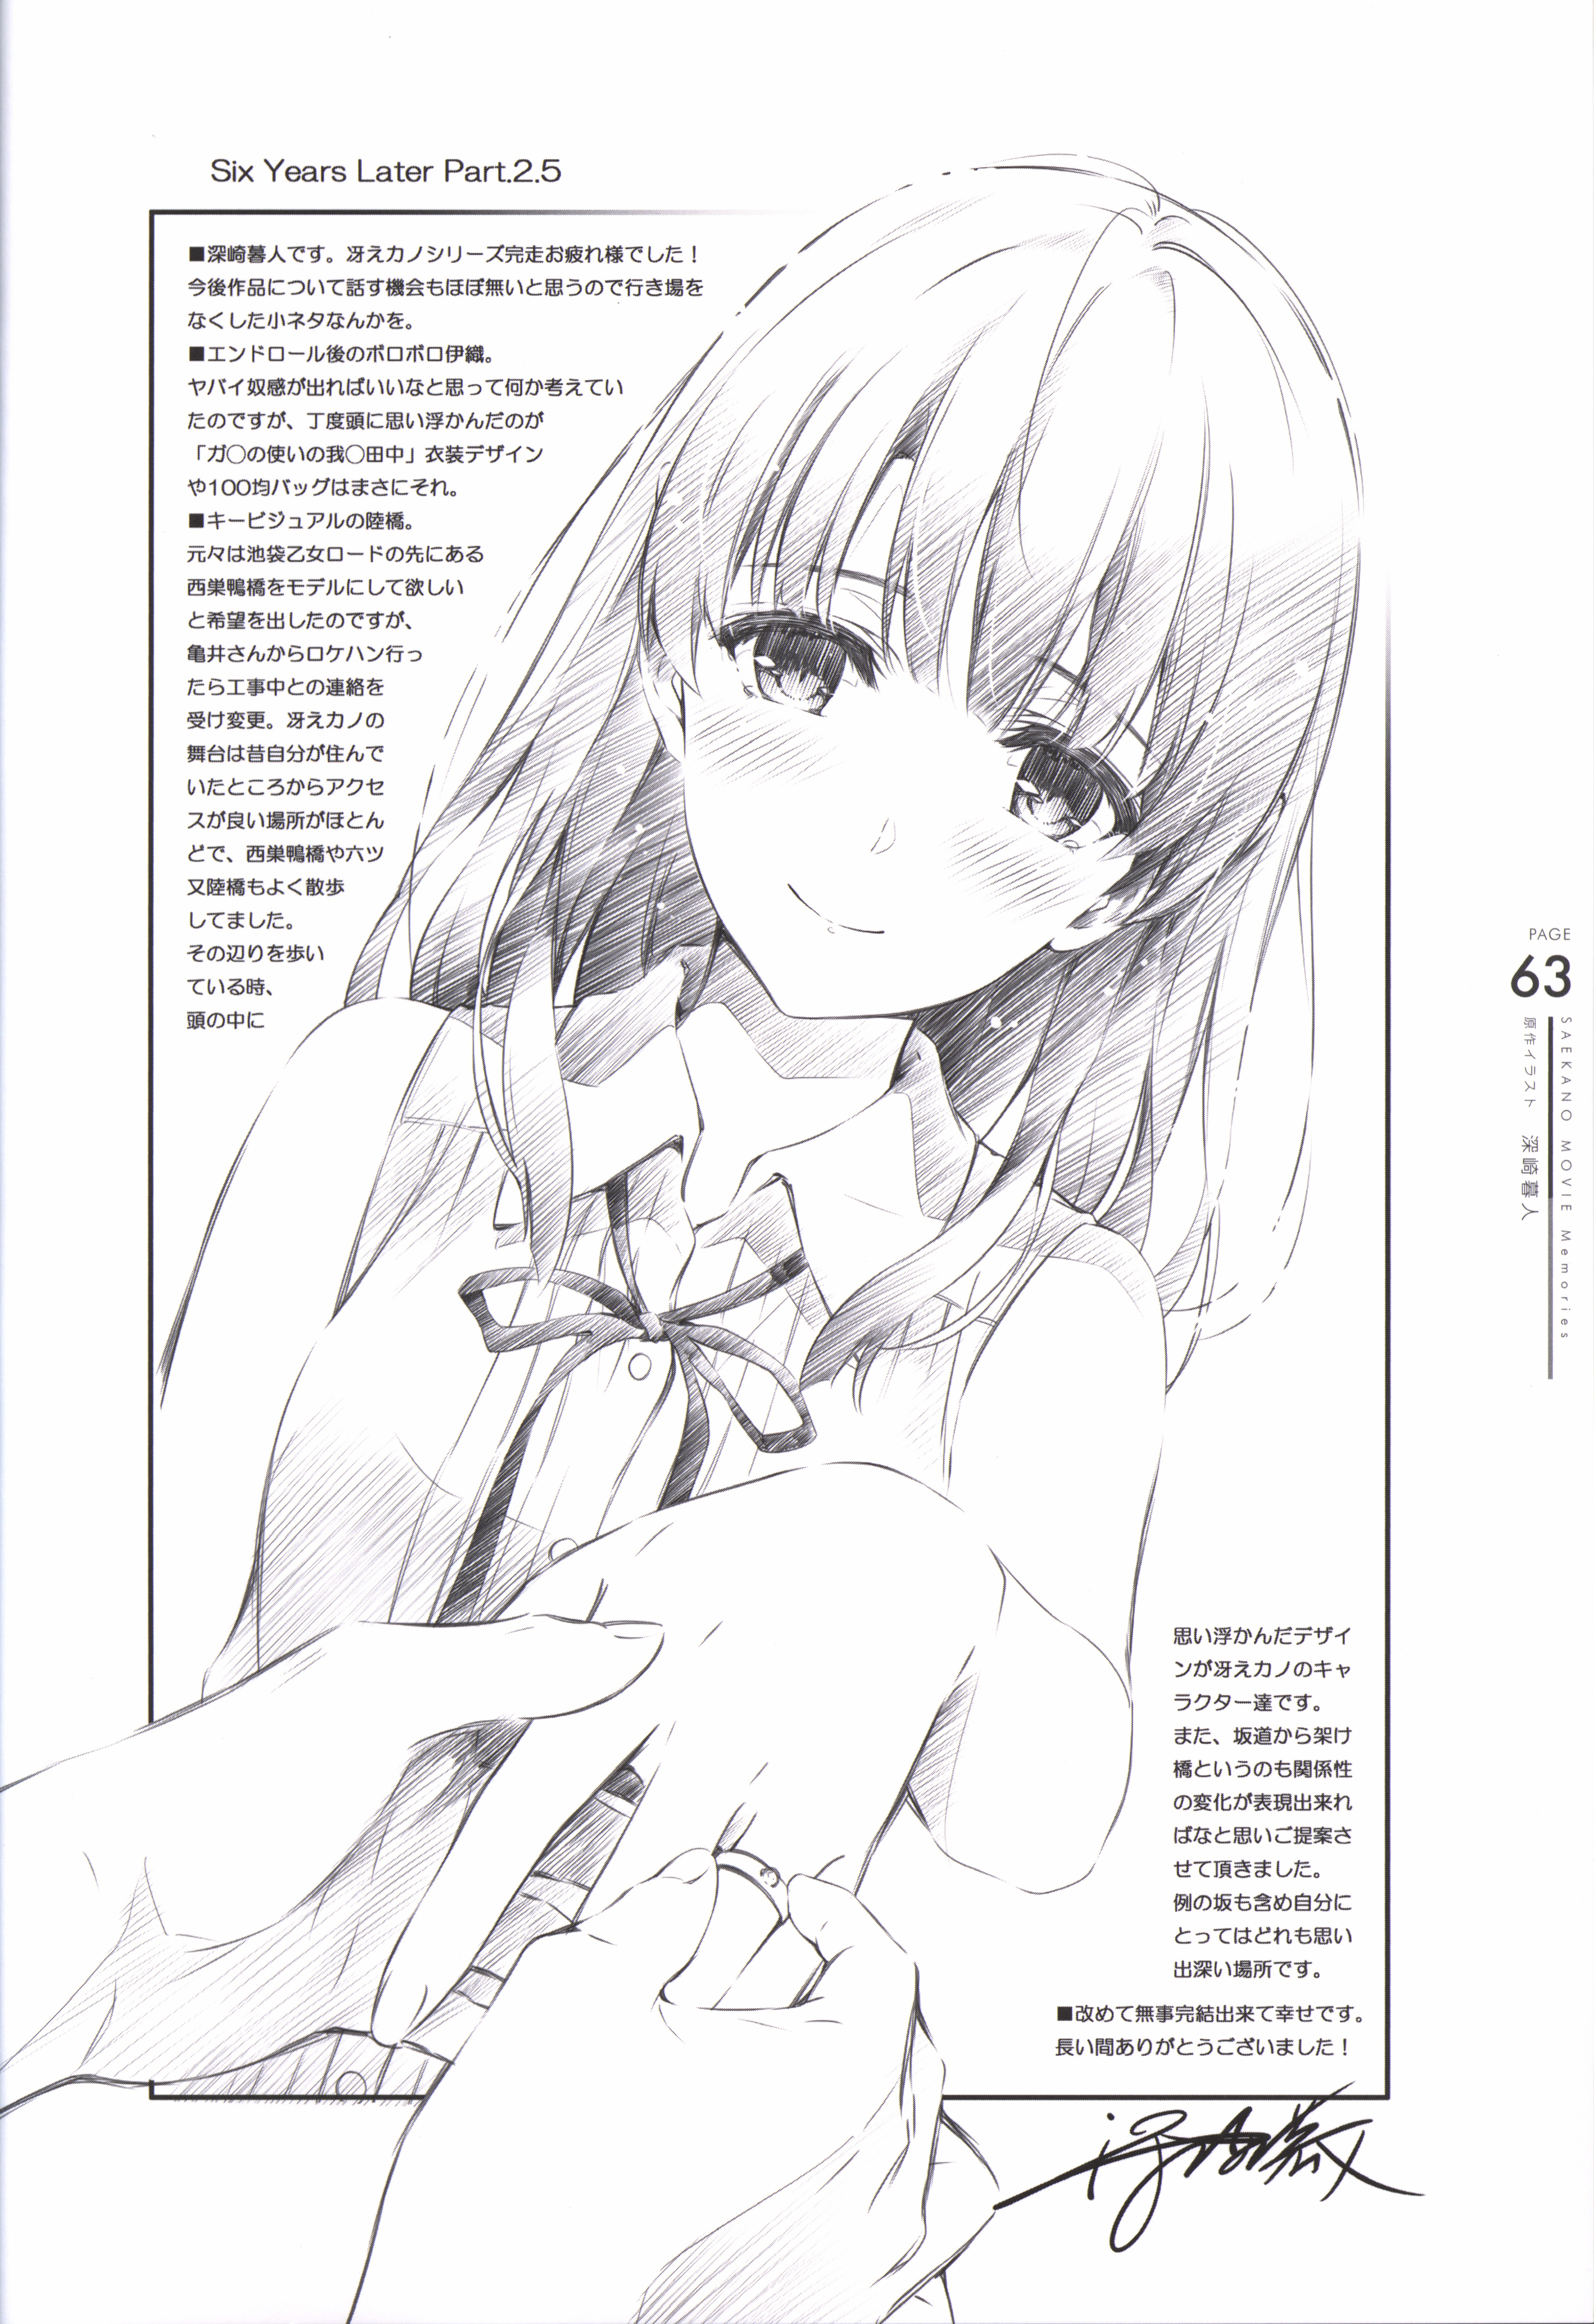 Six Years Later Part.2.5
■深崎暮人です。冴えカノシリーズ完走お疲れ様でした！
今後作品について話す機会もほぼ無いと思うので行き場を
なくした小ネタなんかを。
■エンドロール後のボロボロ伊織。
ヤバイ奴感が出ればいいなと思って何か考えてい
たのですが、丁度頭に思い浮かんだのが
「ガ〇の使いの我〇田中」衣装デザイン
や100均バッグはまさにそれ。
■キービジュアルの陸橋。
元々は池袋乙女ロードの先にある
西巣鴨橋をモデルにして欲しい
と希望を出したのですが、
亀井さんからロケハン行っ
たら工事中との連絡を
受け変更。冴えカノの
舞台は昔自分が住んで
いたところからアクセ
スが良い場所がほとん
どで、西巣鴨橋や六ツ
又陸橋もよく散歩
してました。
その辺りを歩い
ている時、
頭の中に
思い浮かんだデザイ
ンが冴えカノのキャ
ラクター達です。
また、坂道から架け
橋というのも関係性
の変化が表現出来れ
ばなと思いご提案さ
せて頂きました。
例の坂も含め自分に
とってはどれも思い
出深い場所です。
■改めて無事完結出来て幸せです。
長い間ありがとうございました！
PAGE
63
SAEKANO MOVIE Memories
原作イラスト 深崎暮人